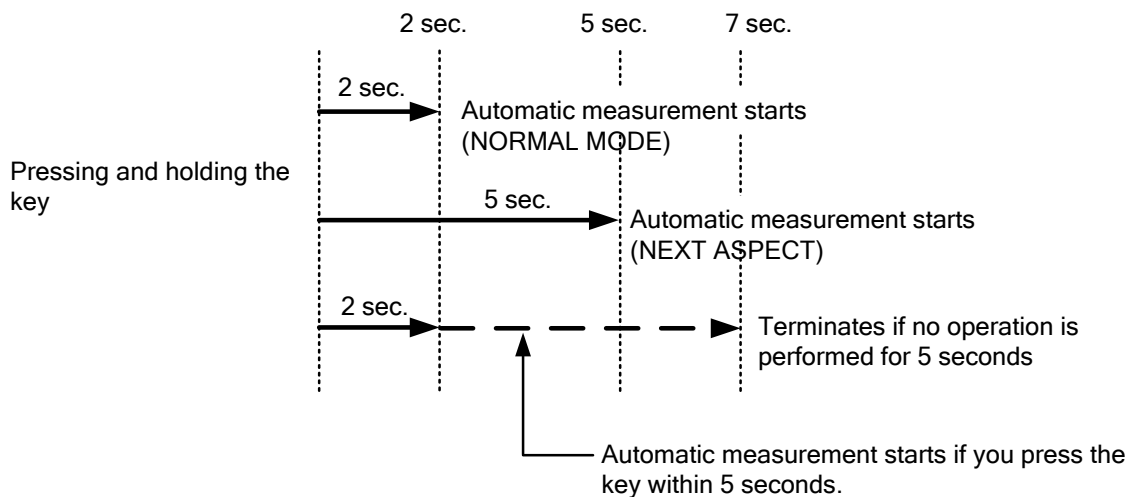 2 sec. 5 sec. 7 sec.
2 sec.
Automatic measurement starts
(NORMAL MODE)
Pressing and holding the
key
5 sec.
Automatic measurement starts
(NEXT ASPECT)
2 sec.
Terminates if no operation is
performed for 5 seconds
Automatic measurement starts if you press the
key within 5 seconds.